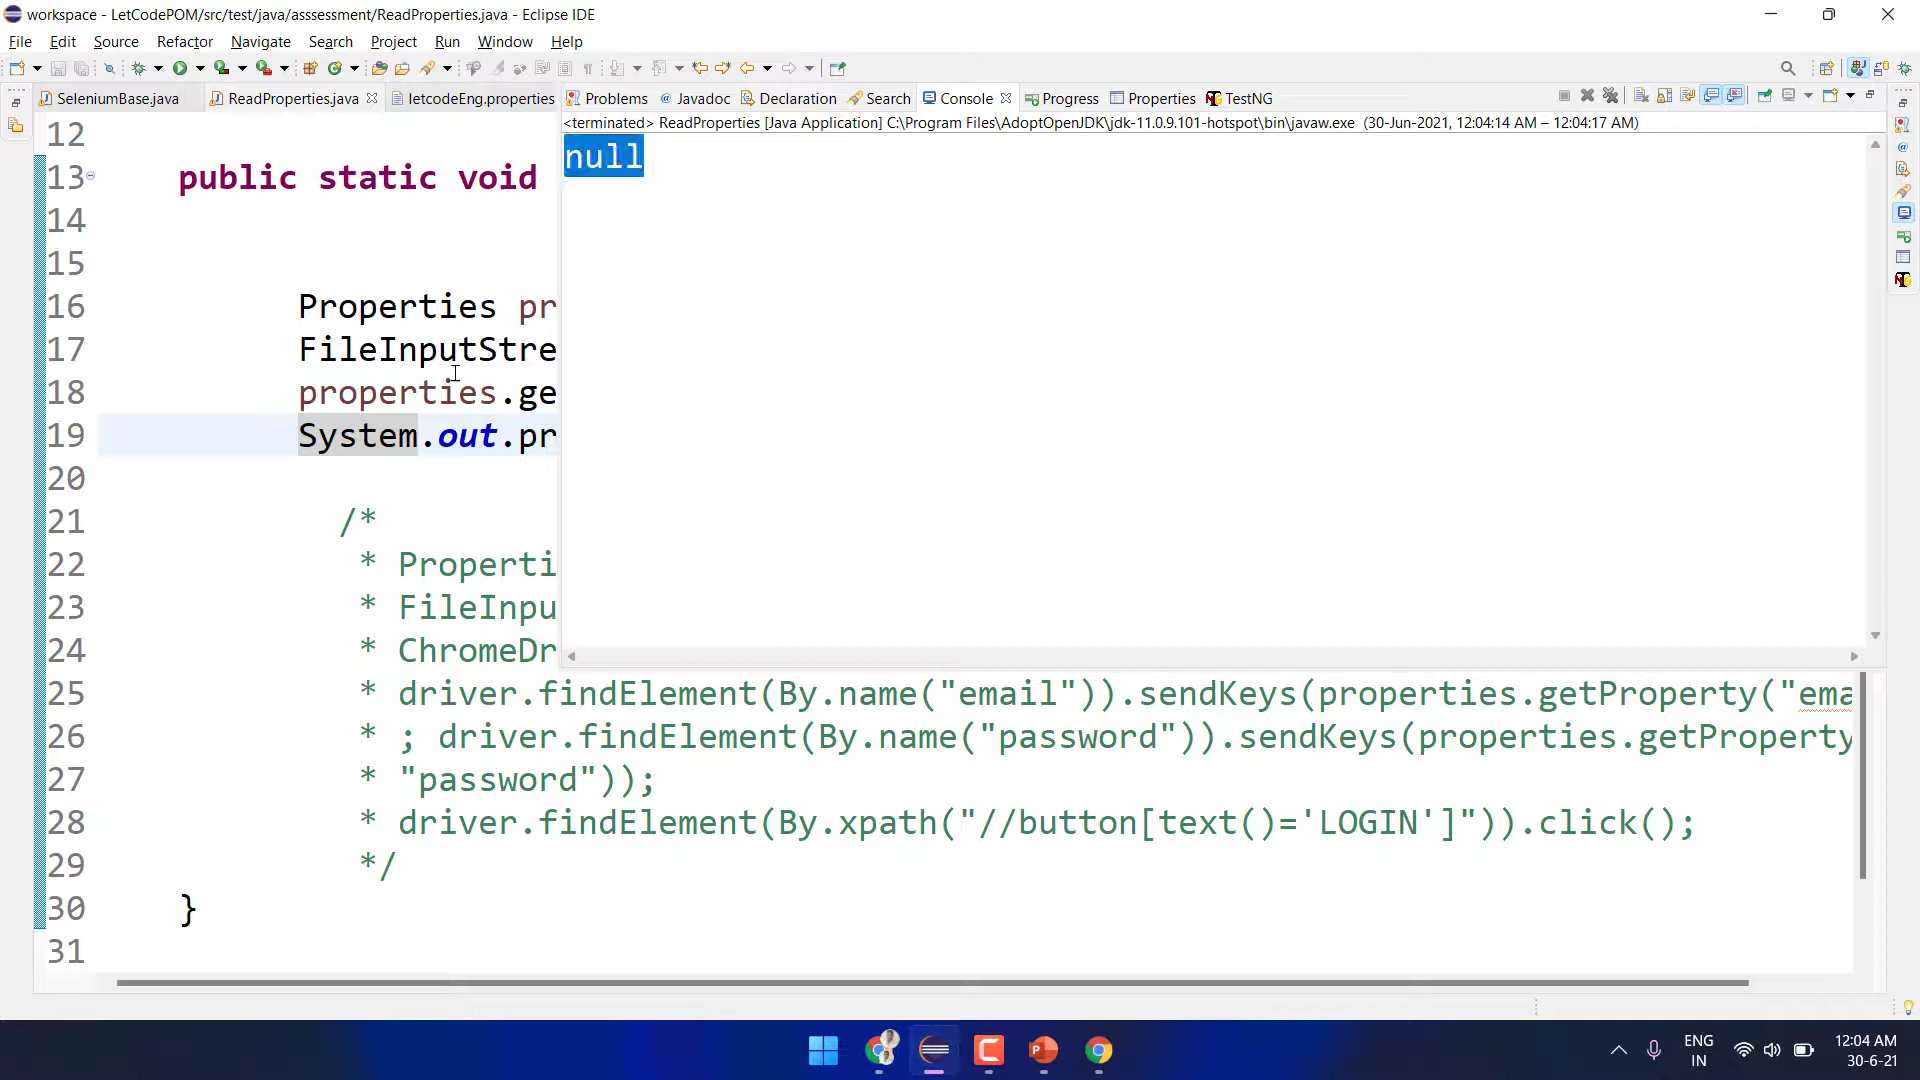 workspace - LetCodePOM/src/test/java/asssessment/ReadProperties.java - Eclipse IDE
File Edit Source Refactor Navigate Search Project Run Window Help
SeleniumBase.java ReadProperties.java letcodeEng.properties Problems Javadoc Declaration Search Console Progress Properties TestNG
<terminated> ReadProperties [Java Application] C:\Program Files\AdoptOpenJDK\jdk-11.0.9.101-hotspot\bin\javaw.exe (30-Jun-2021, 12:04:14 AM – 12:04:17 AM)
null
12
13 public static void
14
15
16 Properties pr
17 FileInputStre
18 properties.ge
19 System.out.pr
20
21 /*
22 * Properti
23 * FileInpu
24 * ChromeDr
25 * driver.findElement(By.name("email")).sendKeys(properties.getProperty("ema
26 * ; driver.findElement(By.name("password")).sendKeys(properties.getProperty
27 * "password"));
28 * driver.findElement(By.xpath("//button[text()='LOGIN']")).click();
29 */
30 }
31
ENG
IN
12:04 AM
30-6-21